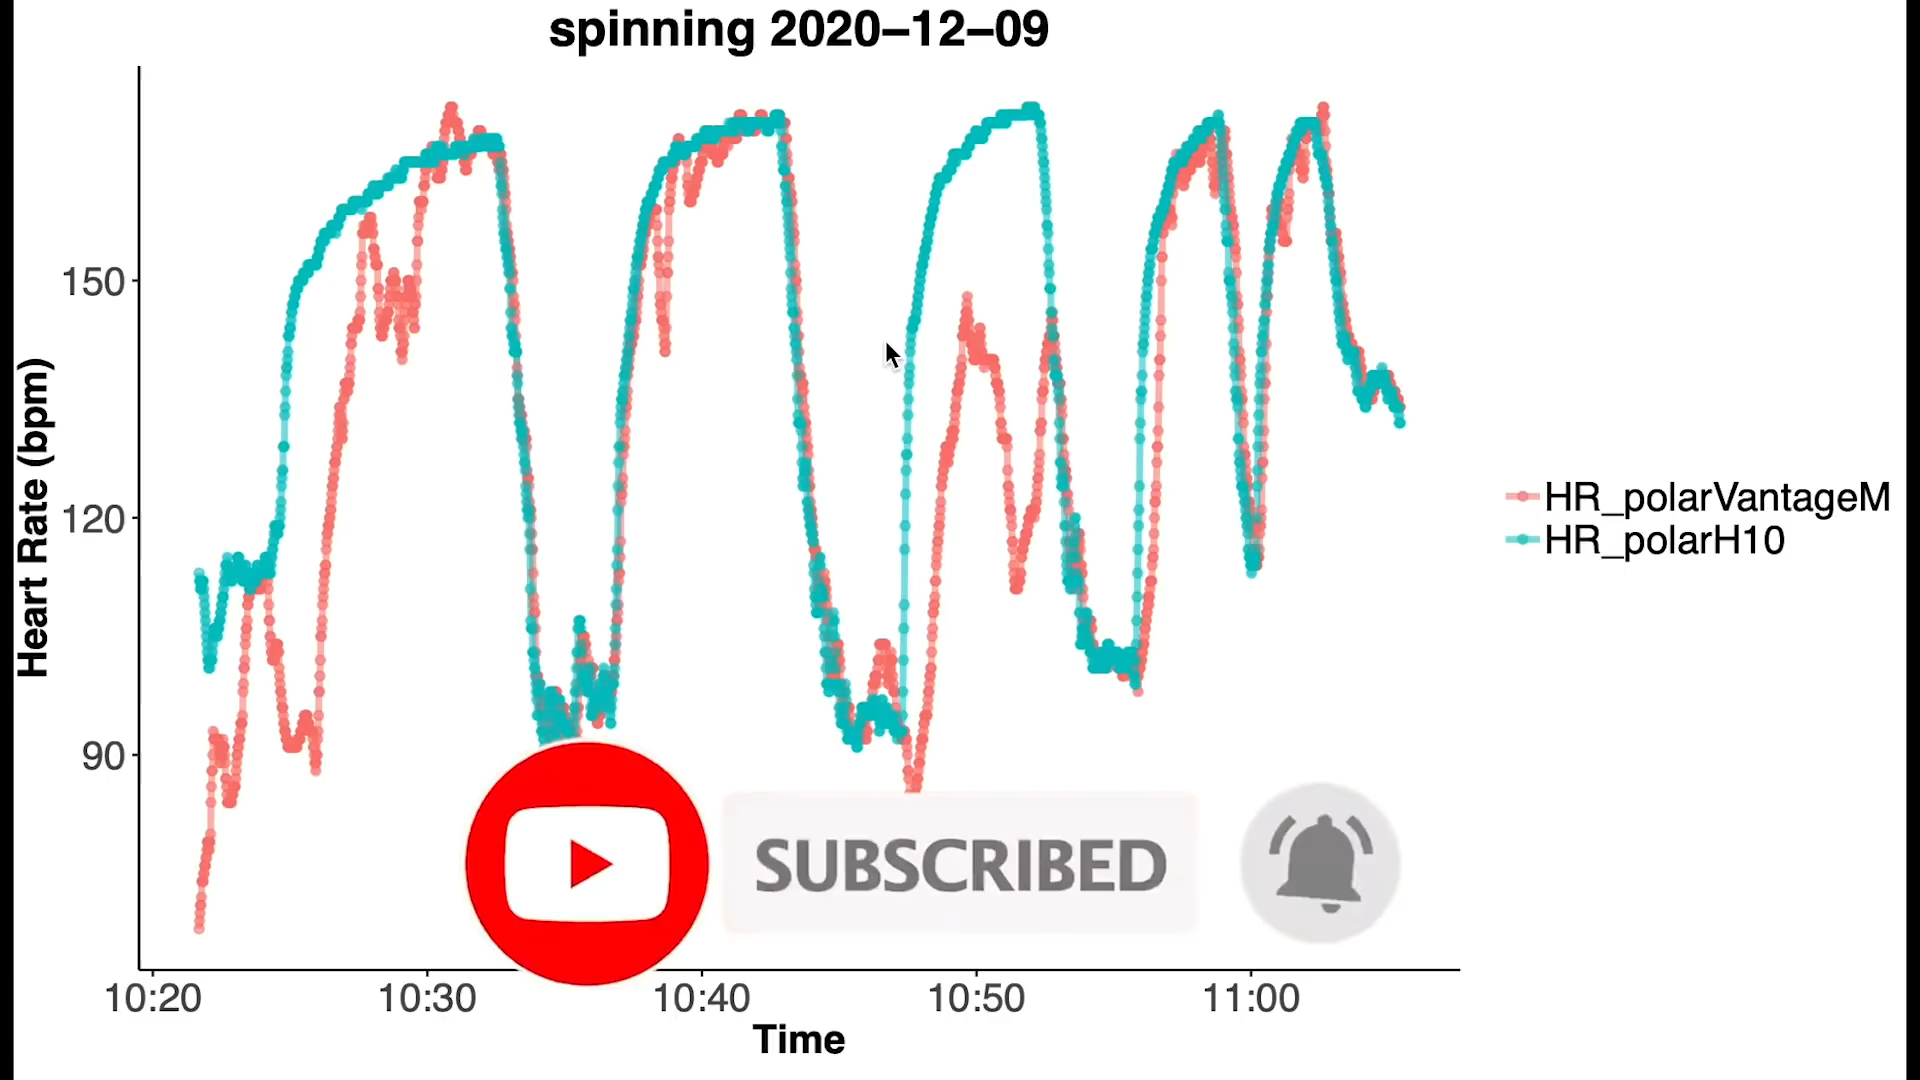 spinning 2020–12–09
Heart Rate (bpm)
150
120
90
10:20 10:30 10:40 10:50 11:00
Time
HR_polarVantageM
HR_polarH10
SUBSCRIBED